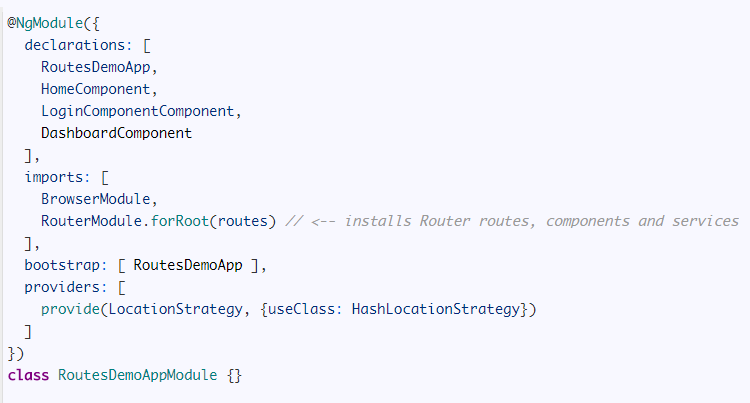 @NgModule({
  declarations: [
    RoutesDemoApp,
    HomeComponent,
    LoginComponentComponent,
    DashboardComponent
  ],
  imports: [
    BrowserModule,
    RouterModule.forRoot(routes) // <-- installs Router routes, components and services
  ],
  bootstrap: [ RoutesDemoApp ],
  providers: [
    provide(LocationStrategy, {useClass: HashLocationStrategy})
  ]
})
class RoutesDemoAppModule {}